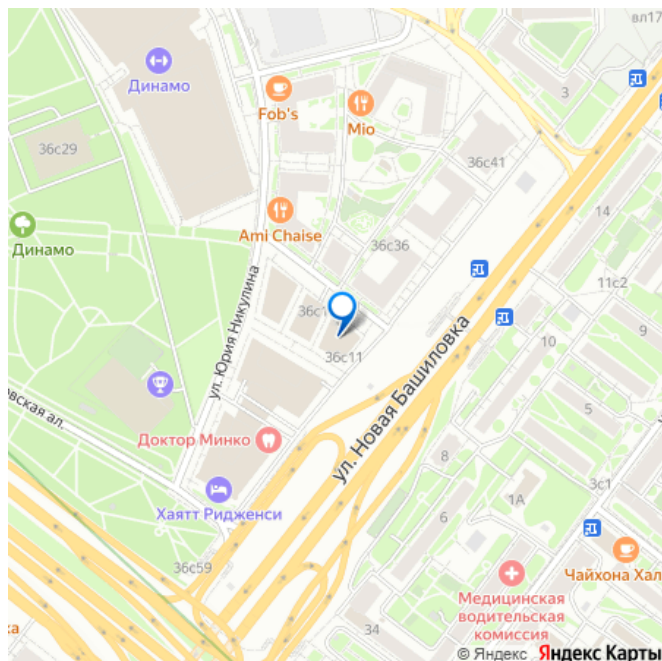 вл17
Динамо
3
Fob's
Mio
36с29
36с41
14
Динамо
Ami Chaise
36с36
11с2
ул. Юрия Никулина
36с1
9
10
36с11
ул. Новая Башиловка
5
вская ал.
Доктор Минко
8
3с1
1А
Хаятт Ридженси
6
36с59
Чайхона Хал
Медицинская
водительская
комиссия
ка
34
© Яндекс Яндекс Карты